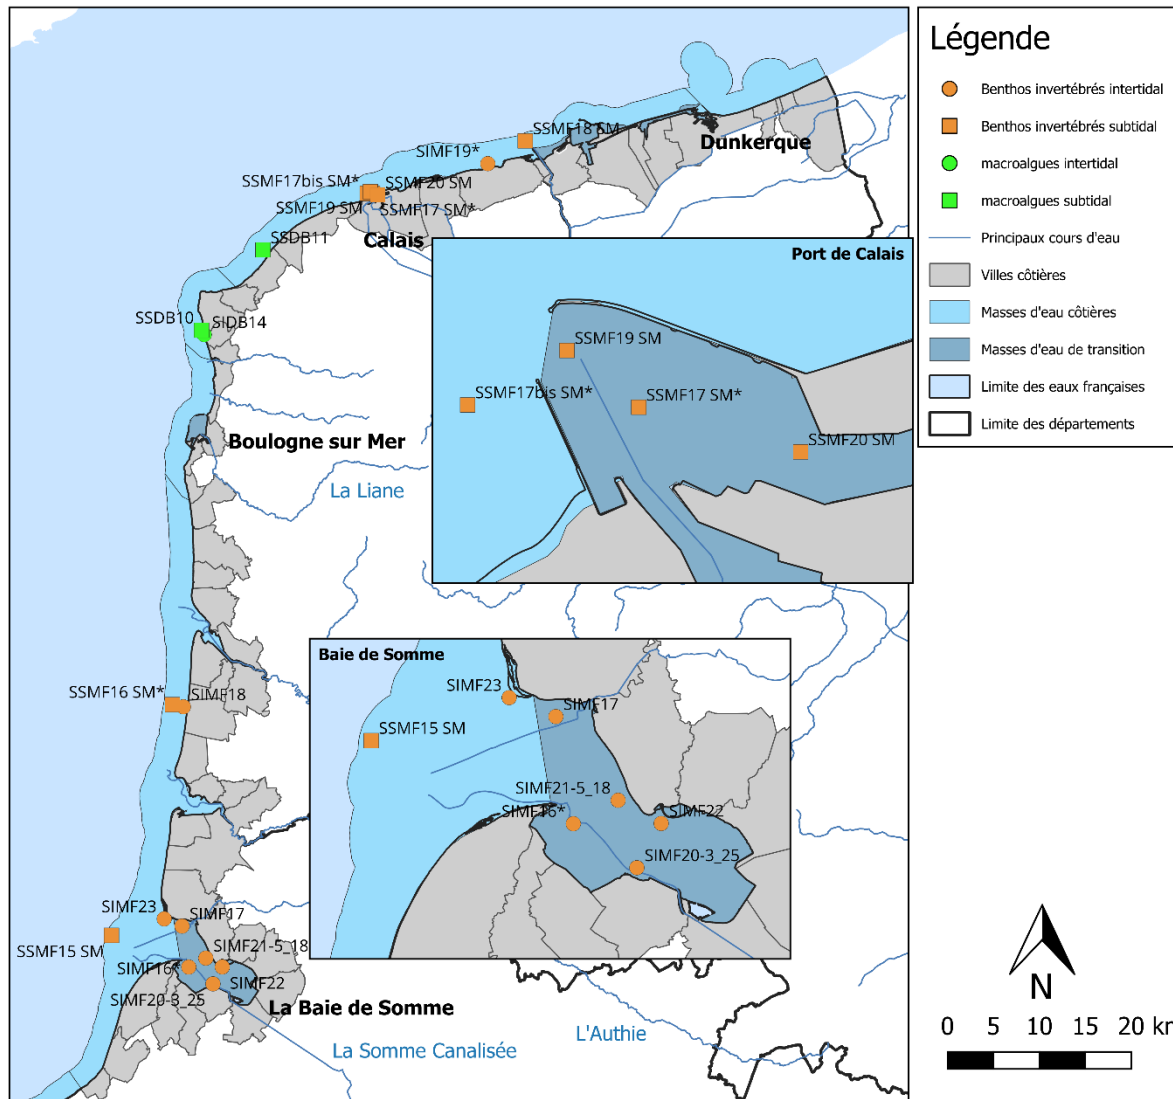 SSMF18 SM
Dunkerque
SIMF19*
SSMF17bis SM*
SSMF20 SM
SSMF19 SM
SSMF17 SM*
Calais
SSDB11
SSDB10
SIDB14
Boulogne sur Mer
La Liane
Port de Calais
SSMF19 SM
SSMF17bis SM*
SSMF17 SM*
SSMF20 SM
SSMF16 SM*
SIMF18
Baie de Somme
SIMF23
SIMF17
SSMF15 SM
SIMF21-5_18
SIMF16*
SIMF22
SIMF20-3_25
SIMF23
SIMF17
SSMF15 SM
SIMF21-5_18
SIMF16*
SIMF22
SIMF20-3_25
La Baie de Somme
La Somme Canalisée
L'Authie
Légende
Benthos invertébrés intertidal
Benthos invertébrés subtidal
macroalgues intertidal
macroalgues subtidal
Principaux cours d'eau
Villes côtières
Masses d'eau côtières
Masses d'eau de transition
Limite des eaux françaises
Limite des départements
N
0 5 10 15 20 km